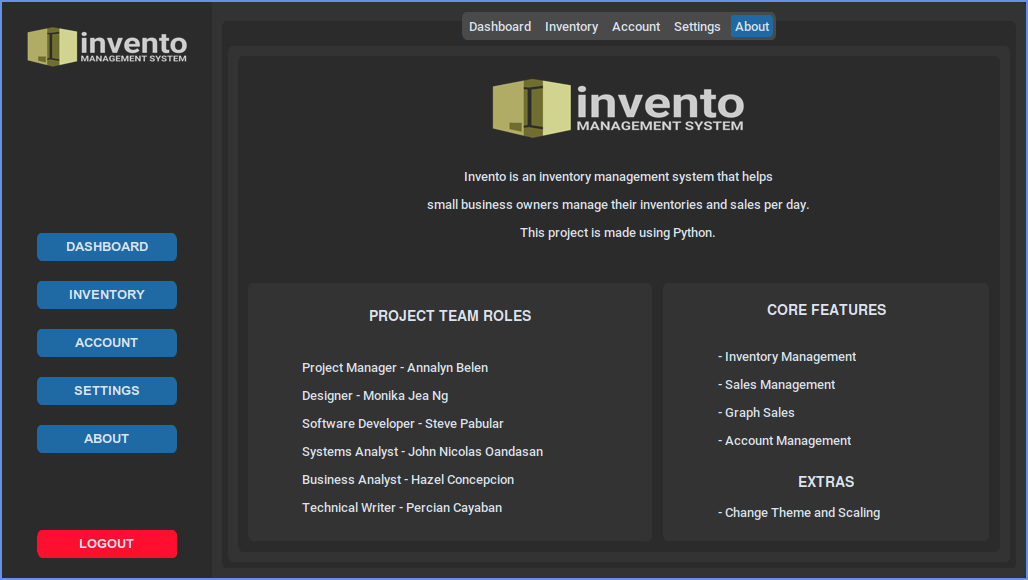 invento
MANAGEMENT SYSTEM
DASHBOARD
INVENTORY
ACCOUNT
SETTINGS
ABOUT
LOGOUT
Dashboard Inventory Account Settings About
invento
MANAGEMENT SYSTEM
Invento is an inventory management system that helps
small business owners manage their inventories and sales per day.
This project is made using Python.
PROJECT TEAM ROLES
Project Manager - Annalyn Belen
Designer - Monika Jea Ng
Software Developer - Steve Pabular
Systems Analyst - John Nicolas Oandasan
Business Analyst - Hazel Concepcion
Technical Writer - Percian Cayaban
CORE FEATURES
- Inventory Management
- Sales Management
- Graph Sales
- Account Management
EXTRAS
- Change Theme and Scaling